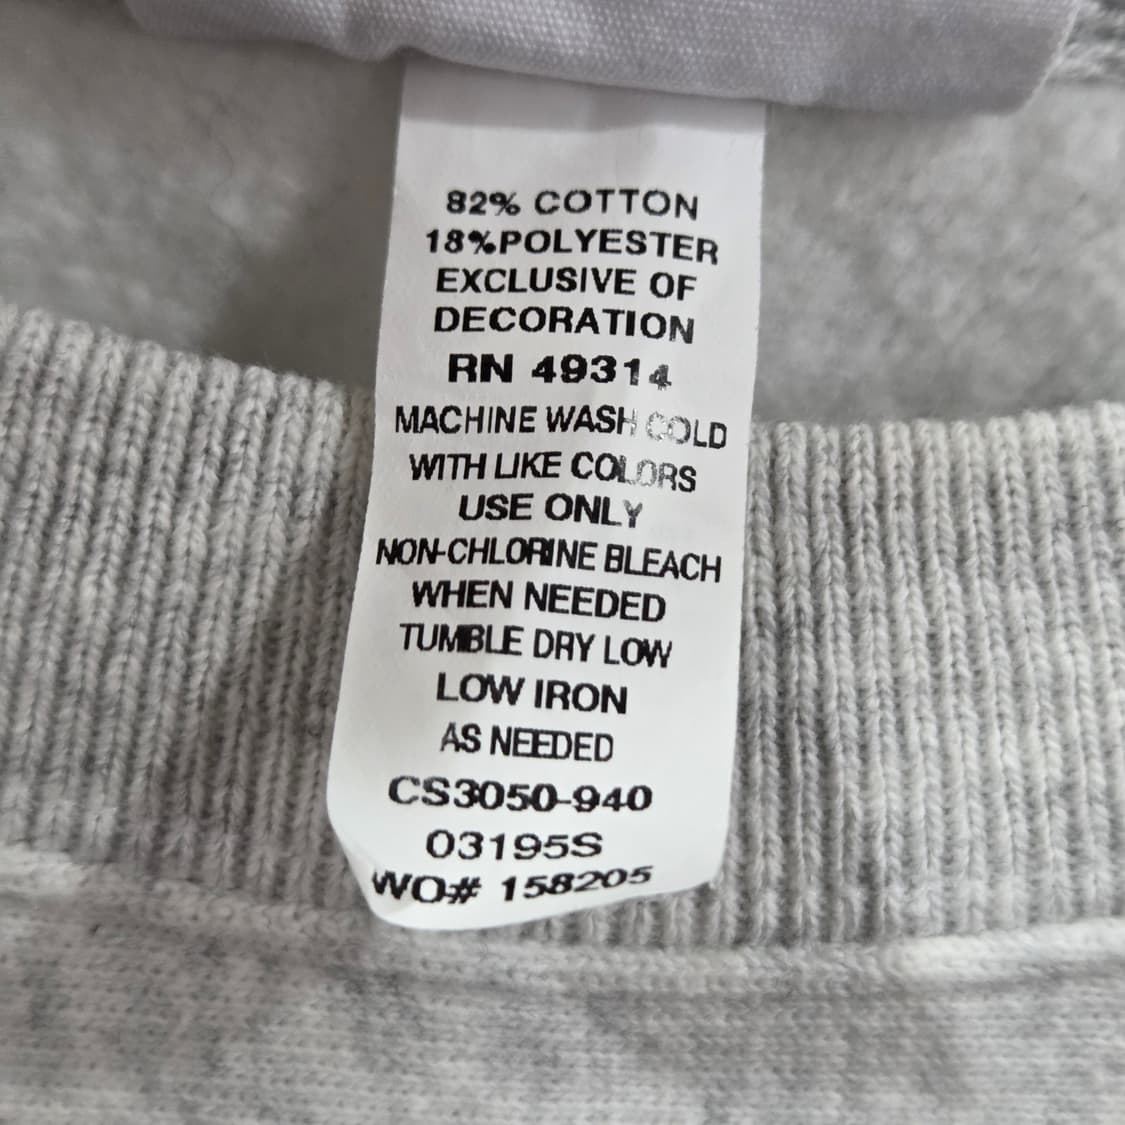 82% COTTON
18%POLYESTER
EXCLUSIVE OF
DECORATION
RN 49314
MACHINE WASH COLD
WITH LIKE COLORS
USE ONLY
NON-CHLORINE BLEACH
WHEN NEEDED
TUMBLE DRY LOW
LOW IRON
AS NEEDED
CS3050-940
03195S
WO# 158205